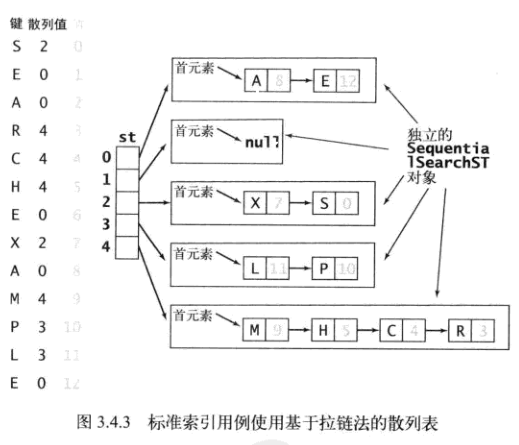 键 散列值 值
S 2 0
E 0 1
A 0 2
R 4 3
C 4 4
H 4 5
E 0 6
X 2 7
A 0 8
M 4 9
P 3 10
L 3 11
E 0 12
st
0
1
2
3
4
首元素
A 8 E 12
首元素
null
首元素
X 7 S 0
首元素
L 11 P 10
首元素
M 9 H 5 C 4 R 3
独立的
Sequentia
lSearchST
对象
图 3.4.3 标准索引用例使用基于拉链法的散列表